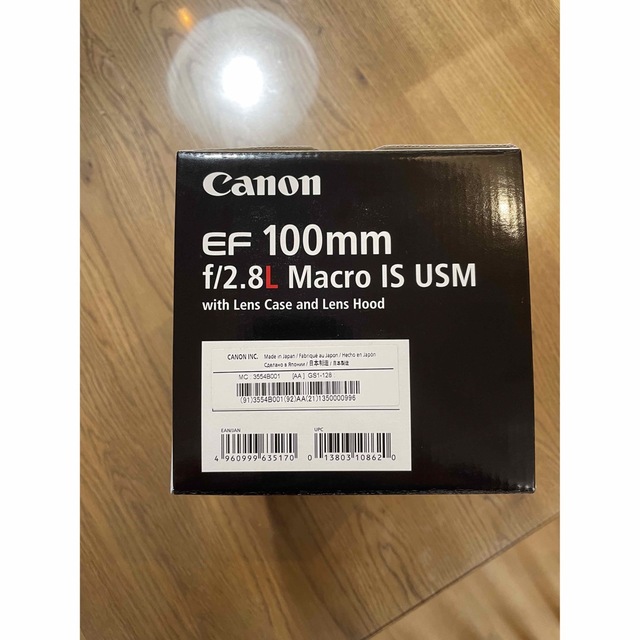 Canon
EF 100mm
f/2.8L Macro IS USM
with Lens Case and Lens Hood
CANON INC. Made in Japan / Fabriqué au Japon / Hecho en Japón
Сделано в Японии / 日本制造 / 日本製造
MC : 3554B001 (AA) GS1-128
(91)3554B001(92)AA(21)1350000996
EAN/JAN UPC
4 960999 635170 0 13803 10862 0